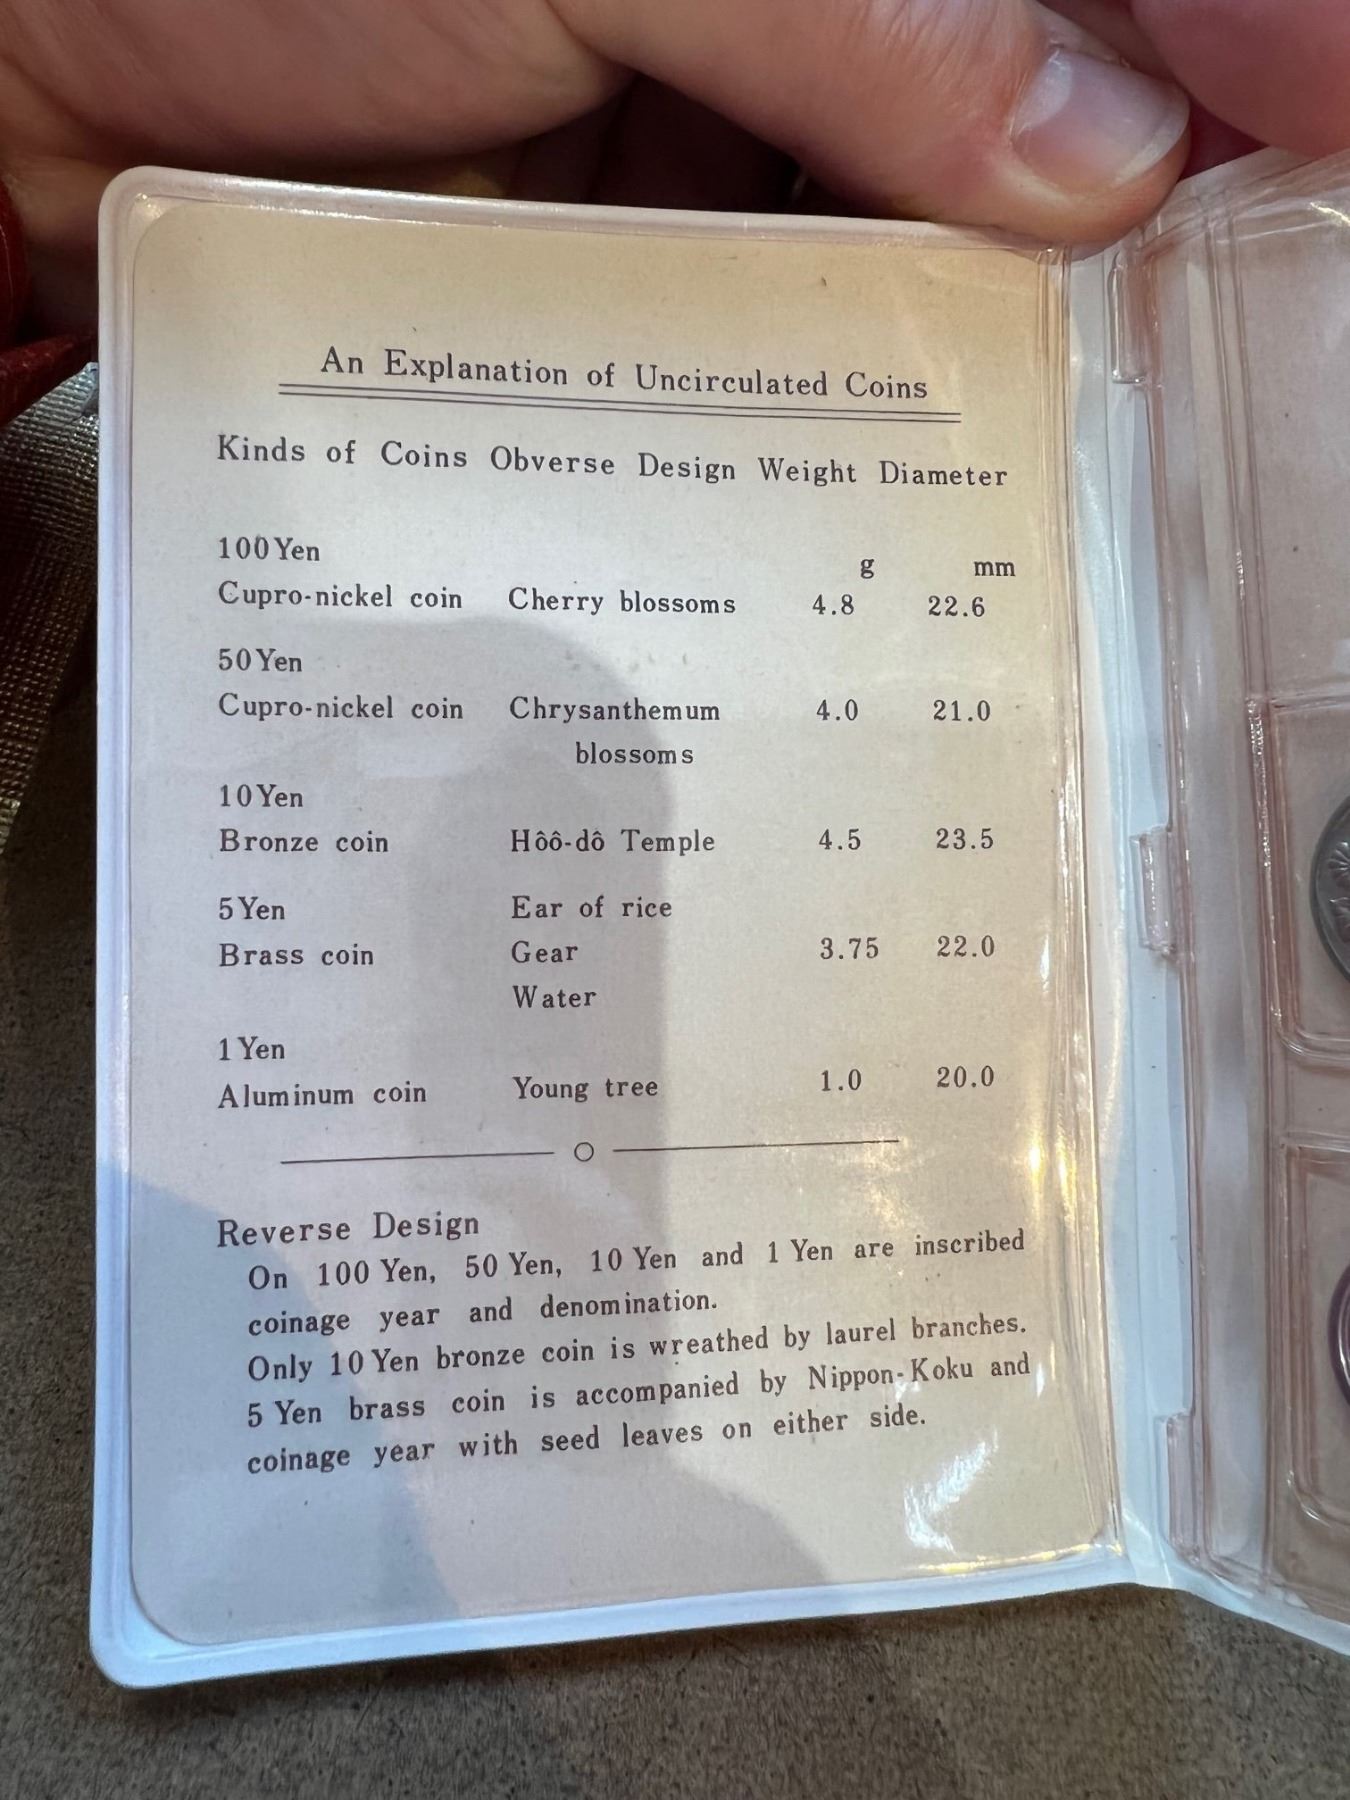 An Explanation of Uncirculated Coins
Kinds of Coins Obverse Design Weight Diameter
100 Yen g mm
Cupro-nickel coin Cherry blossoms 4.8 22.6
50 Yen
Cupro-nickel coin Chrysanthemum 4.0 21.0
blossoms
10 Yen
Bronze coin Hôô-dô Temple 4.5 23.5
5 Yen Ear of rice
Brass coin Gear 3.75 22.0
Water
1 Yen
Aluminum coin Young tree 1.0 20.0
Reverse Design
On 100 Yen, 50 Yen, 10 Yen and 1 Yen are inscribed
coinage year and denomination.
Only 10 Yen bronze coin is wreathed by laurel branches.
5 Yen brass coin is accompanied by Nippon-Koku and
coinage year with seed leaves on either side.